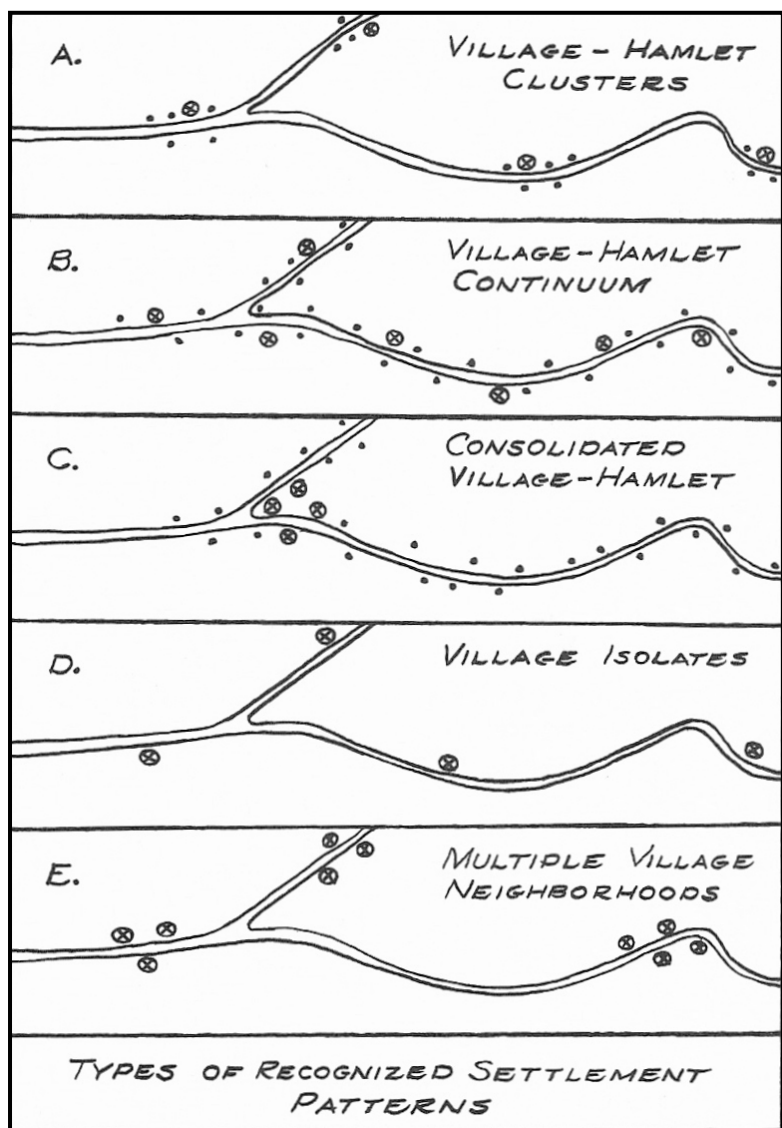 A.
VILLAGE - HAMLET
CLUSTERS
B.
VILLAGE - HAMLET
CONTINUUM
C.
CONSOLIDATED
VILLAGE-HAMLET
D.
VILLAGE ISOLATES
E.
MULTIPLE VILLAGE
NEIGHBORHOODS
TYPES OF RECOGNIZED SETTLEMENT
PATTERNS